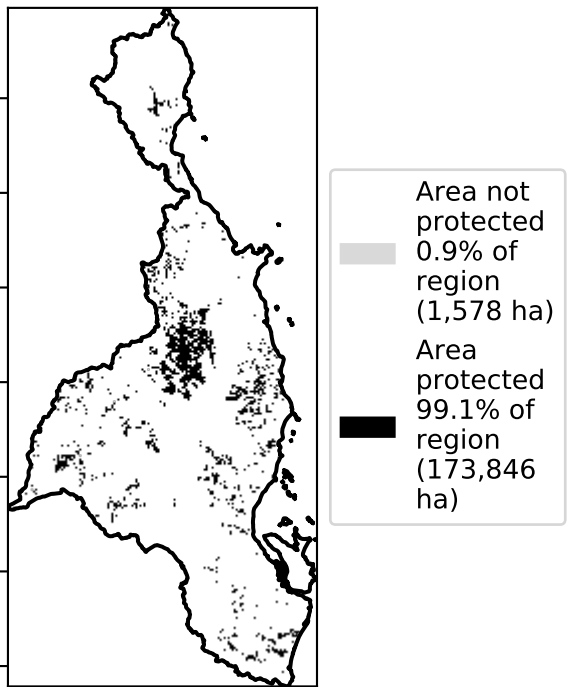 Area not
protected
0.9% of
region
(1,578 ha)
Area
protected
99.1% of
region
(173,846
ha)